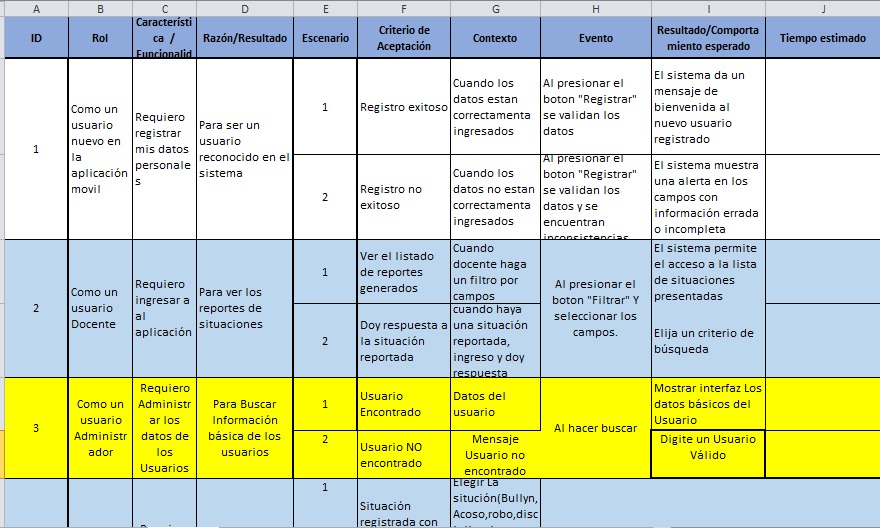 A B C D E F G H I J
ID
Rol
Característi
ca /
Funcionalid
Razón/Resultado
Escenario
Criterio de
Aceptación
Contexto
Evento
Resultado/Comporta
miento esperado
Tiempo estimado
1
Como un
usuario
nuevo en
la
aplicación
movil
Requiero
registrar
mis datos
personale
s
Para ser un
usuario
reconocido en el
sistema
1
Registro exitoso
Cuando los
datos estan
correctamenta
ingresados
Al presionar el
boton "Registrar"
se validan los
datos
El sistema da un
mensaje de
bienvenida al
nuevo usuario
registrado
2
Registro no
exitoso
Cuando los
datos no estan
correctamenta
ingresados
Al presionar el
boton "Registrar"
se validan los
datos y se
encuentran
inconsistencias
El sistema muestra
una alerta en los
campos con
información errada
o incompleta
2
Como un
usuario
Docente
Requiero
ingresar a
al
aplicación
Para ver los
reportes de
situaciones
1
Ver el listado
de reportes
generados
Cuando
docente haga
un filtro por
campos
Al presionar el
boton "Filtrar" Y
seleccionar los
campos.
El sistema permite
el acceso a la lista
de situaciones
presentadas
2
Doy respuesta a
la situación
reportada
cuando haya
una situación
reportada,
ingreso y doy
respuesta
Elija un criterio de
búsqueda
3
Como un
usuario
Administr
ador
Requiero
Administr
ar los
datos de
los
Usuarios
Para Buscar
Información
básica de los
usuarios
1
Usuario
Encontrado
Datos del
usuario
Al hacer buscar
Mostrar interfaz Los
datos básicos del
Usuario
2
Usuario NO
encontrado
Mensaje
Usuario no
encontrado
Digite un Usuario
Válido
1
Situación
registrada con
Elegir La
situción(Bullyn,
Acoso,robo,disc